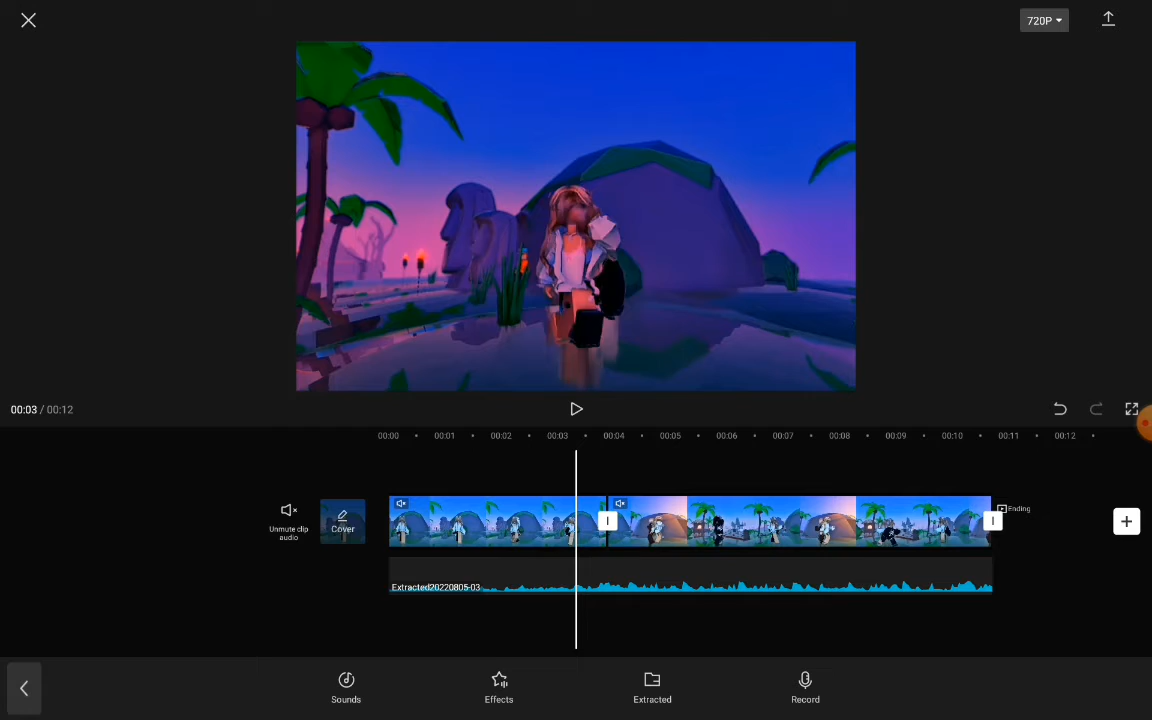 720P
00:03 / 00:12
00:00 00:01 00:02 00:03 00:04 00:05 00:06 00:07 00:08 00:09 00:10 00:11 00:12
Unmute clip
audio
Cover
Ending
Extracted20220805-03
Sounds
Effects
Extracted
Record